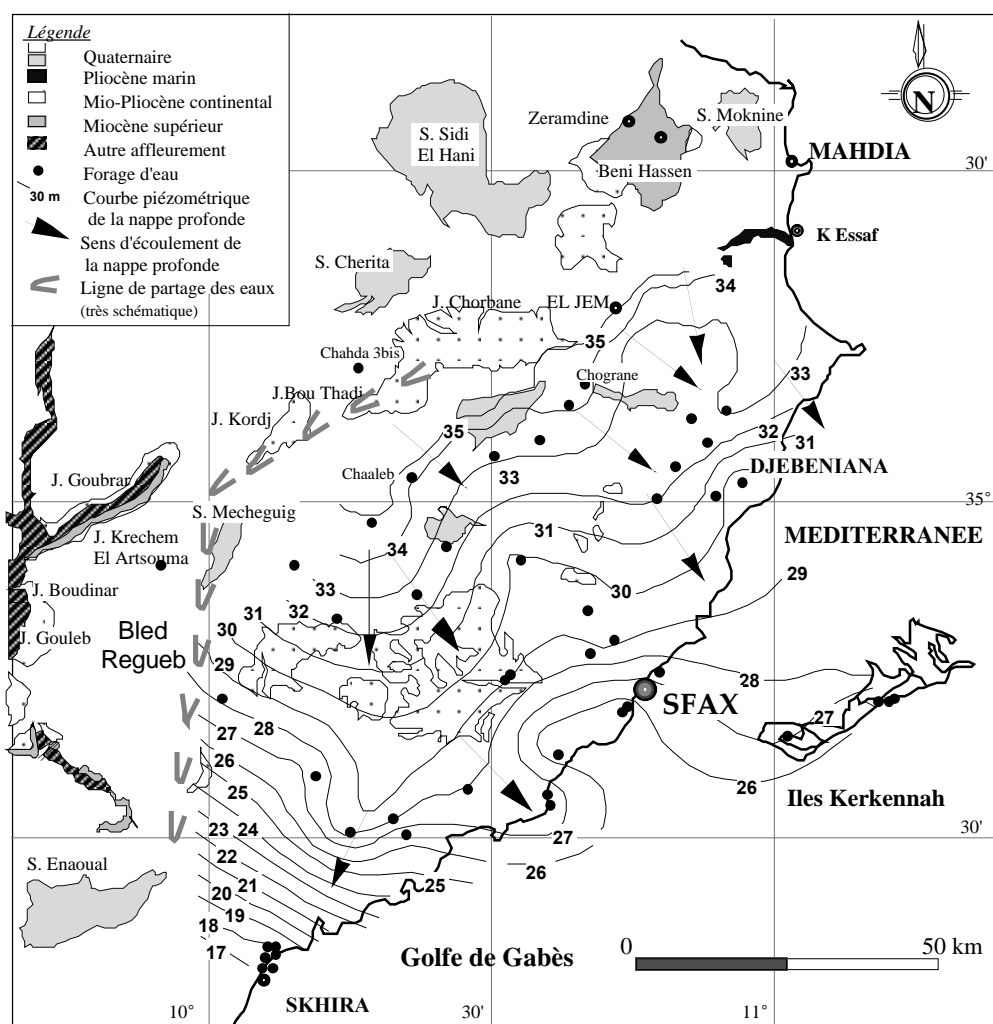 Légende
Quaternaire
Pliocène marin
Mio-Pliocène continental
Miocène supérieur
Autre affleurement
Forage d'eau
30 m Courbe piézométrique
de la nappe profonde
Sens d'écoulement de
la nappe profonde
Ligne de partage des eaux
(très schématique)
N
S. Sidi
El Hani
Zeramdine
S. Moknine
MAHDIA
Beni Hassen
30'
K Essaf
S. Cherita
34
J. Chorbane
EL JEM
35
Chahda 3bis
33
Chograne
J.Bou Thadi
J. Kordj
35
32
31
33
DJEBENIANA
Chaaleb
J. Goubrar
35°
S. Mecheguig
31
MEDITERRANEE
J. Krechem
El Artsouma
34
29
33
30
J. Boudinar
32
31
30
J. Gouleb
Bled
Regueb
29
28
SFAX
27
28
27
26
26
Iles Kerkennah
25
24
23
27
30'
22
26
S. Enaoual
25
21
20
19
18
17
Golfe de Gabès
0
50 km
SKHIRA
10°
30'
11°